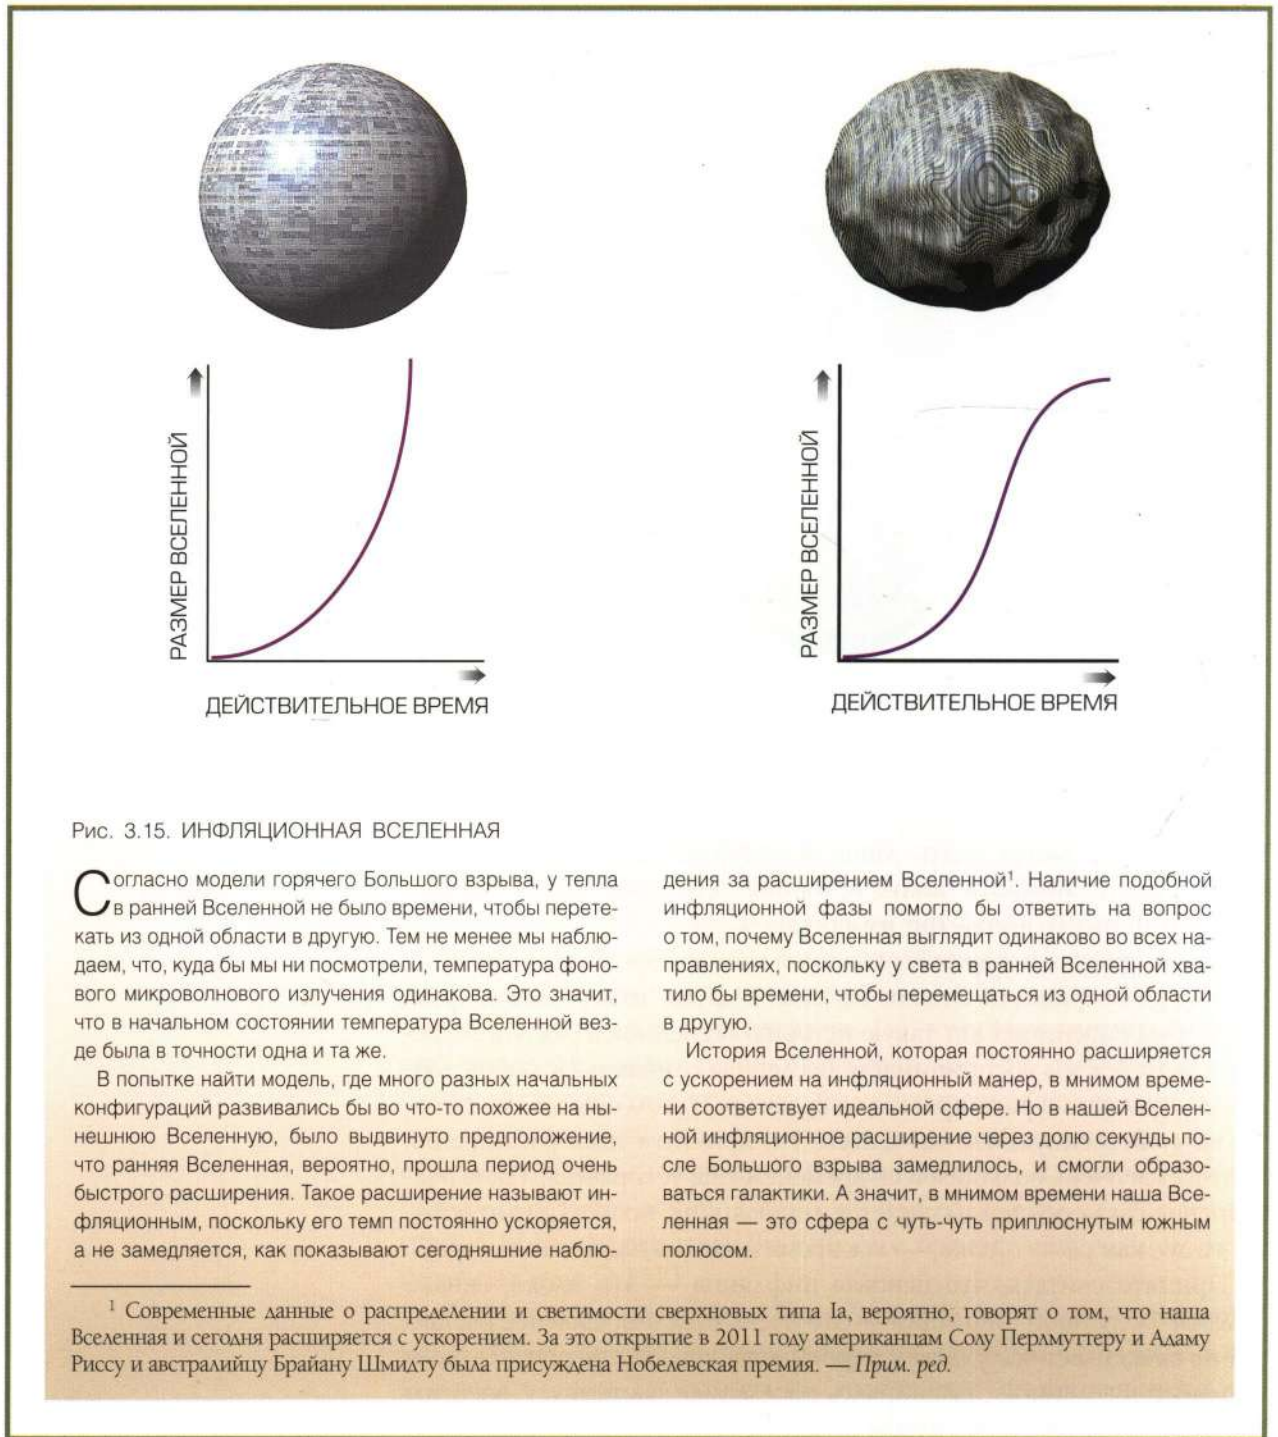 РАЗМЕР ВСЕЛЕННОЙ
ДЕЙСТВИТЕЛЬНОЕ ВРЕМЯ
РАЗМЕР ВСЕЛЕННОЙ
ДЕЙСТВИТЕЛЬНОЕ ВРЕМЯ
Рис. 3.15. ИНФЛЯЦИОННАЯ ВСЕЛЕННАЯ
Согласно модели горячего Большого взрыва, у тепла
в ранней Вселенной не было времени, чтобы перете-
кать из одной области в другую. Тем не менее мы наблю-
даем, что, куда бы мы ни посмотрели, температура фоно-
вого микроволнового излучения одинакова. Это значит,
что в начальном состоянии температура Вселенной вез-
де была в точности одна и та же.
В попытке найти модель, где много разных начальных
конфигураций развивались бы во что-то похожее на ны-
нешнюю Вселенную, было выдвинуто предположение,
что ранняя Вселенная, вероятно, прошла период очень
быстрого расширения. Такое расширение называют ин-
фляционным, поскольку его темп постоянно ускоряется,
а не замедляется, как показывают сегодняшние наблю-
дения за расширением Вселенной¹. Наличие подобной
инфляционной фазы помогло бы ответить на вопрос
о том, почему Вселенная выглядит одинаково во всех на-
правлениях, поскольку у света в ранней Вселенной хва-
тило бы времени, чтобы перемещаться из одной области
в другую.
История Вселенной, которая постоянно расширяется
с ускорением на инфляционный манер, в мнимом време-
ни соответствует идеальной сфере. Но в нашей Вселен-
ной инфляционное расширение через долю секунды по-
сле Большого взрыва замедлилось, и смогли образо-
ваться галактики. А значит, в мнимом времени наша Все-
ленная — это сфера с чуть-чуть приплюснутым южным
полюсом.
¹ Современные данные о распределении и светимости сверхновых типа Ia, вероятно, говорят о том, что наша
Вселенная и сегодня расширяется с ускорением. За это открытие в 2011 году американцам Солу Перлмуттеру и Адаму
Риссу и австралийцу Брайану Шмидту была присуждена Нобелевская премия. — Прим. ред.